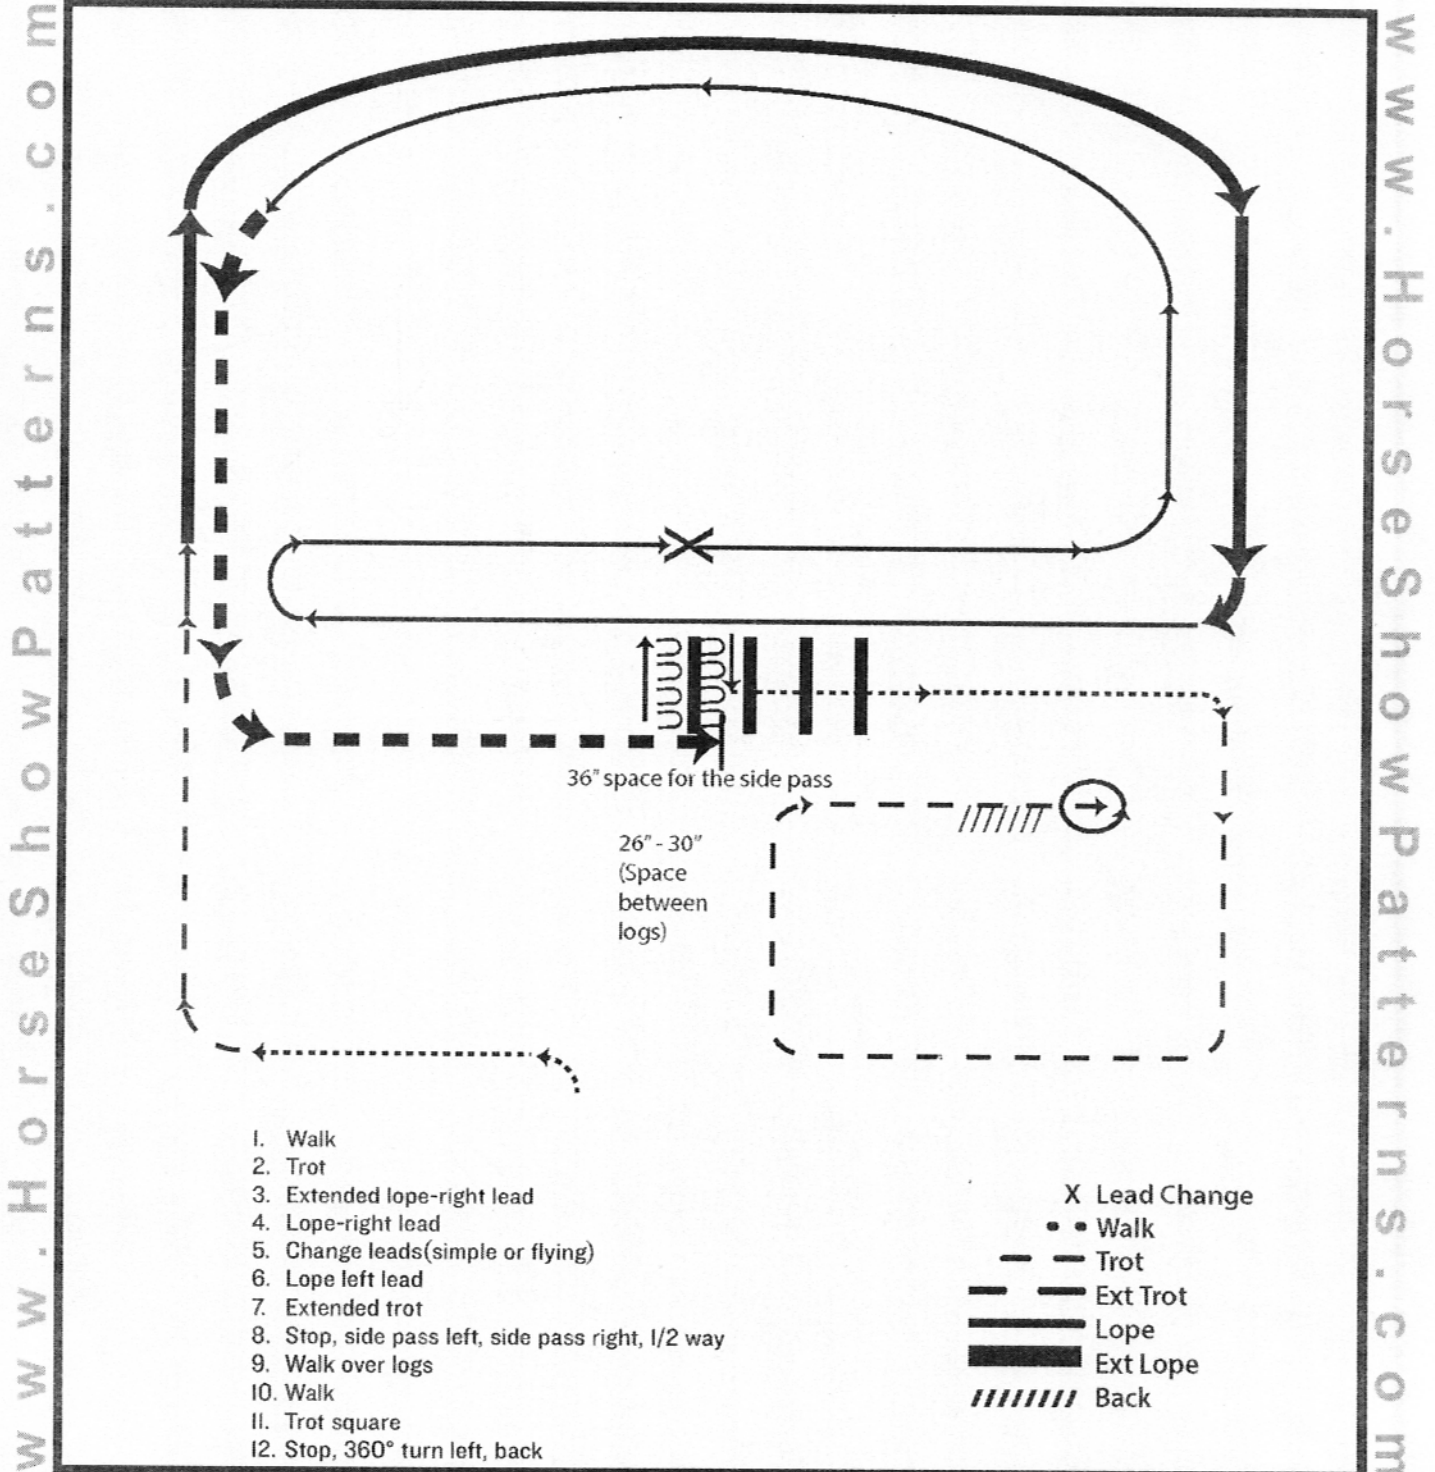 www.HorseShowPatterns.com
www.HorseShowPatterns.com
36" space for the side pass
26" - 30"
(Space
between
logs)
1. Walk
2. Trot
3. Extended lope-right lead
4. Lope-right lead
5. Change leads(simple or flying)
6. Lope left lead
7. Extended trot
8. Stop, side pass left, side pass right, 1/2 way
9. Walk over logs
10. Walk
11. Trot square
12. Stop, 360° turn left, back
X Lead Change
Walk
Trot
Ext Trot
Lope
Ext Lope
Back